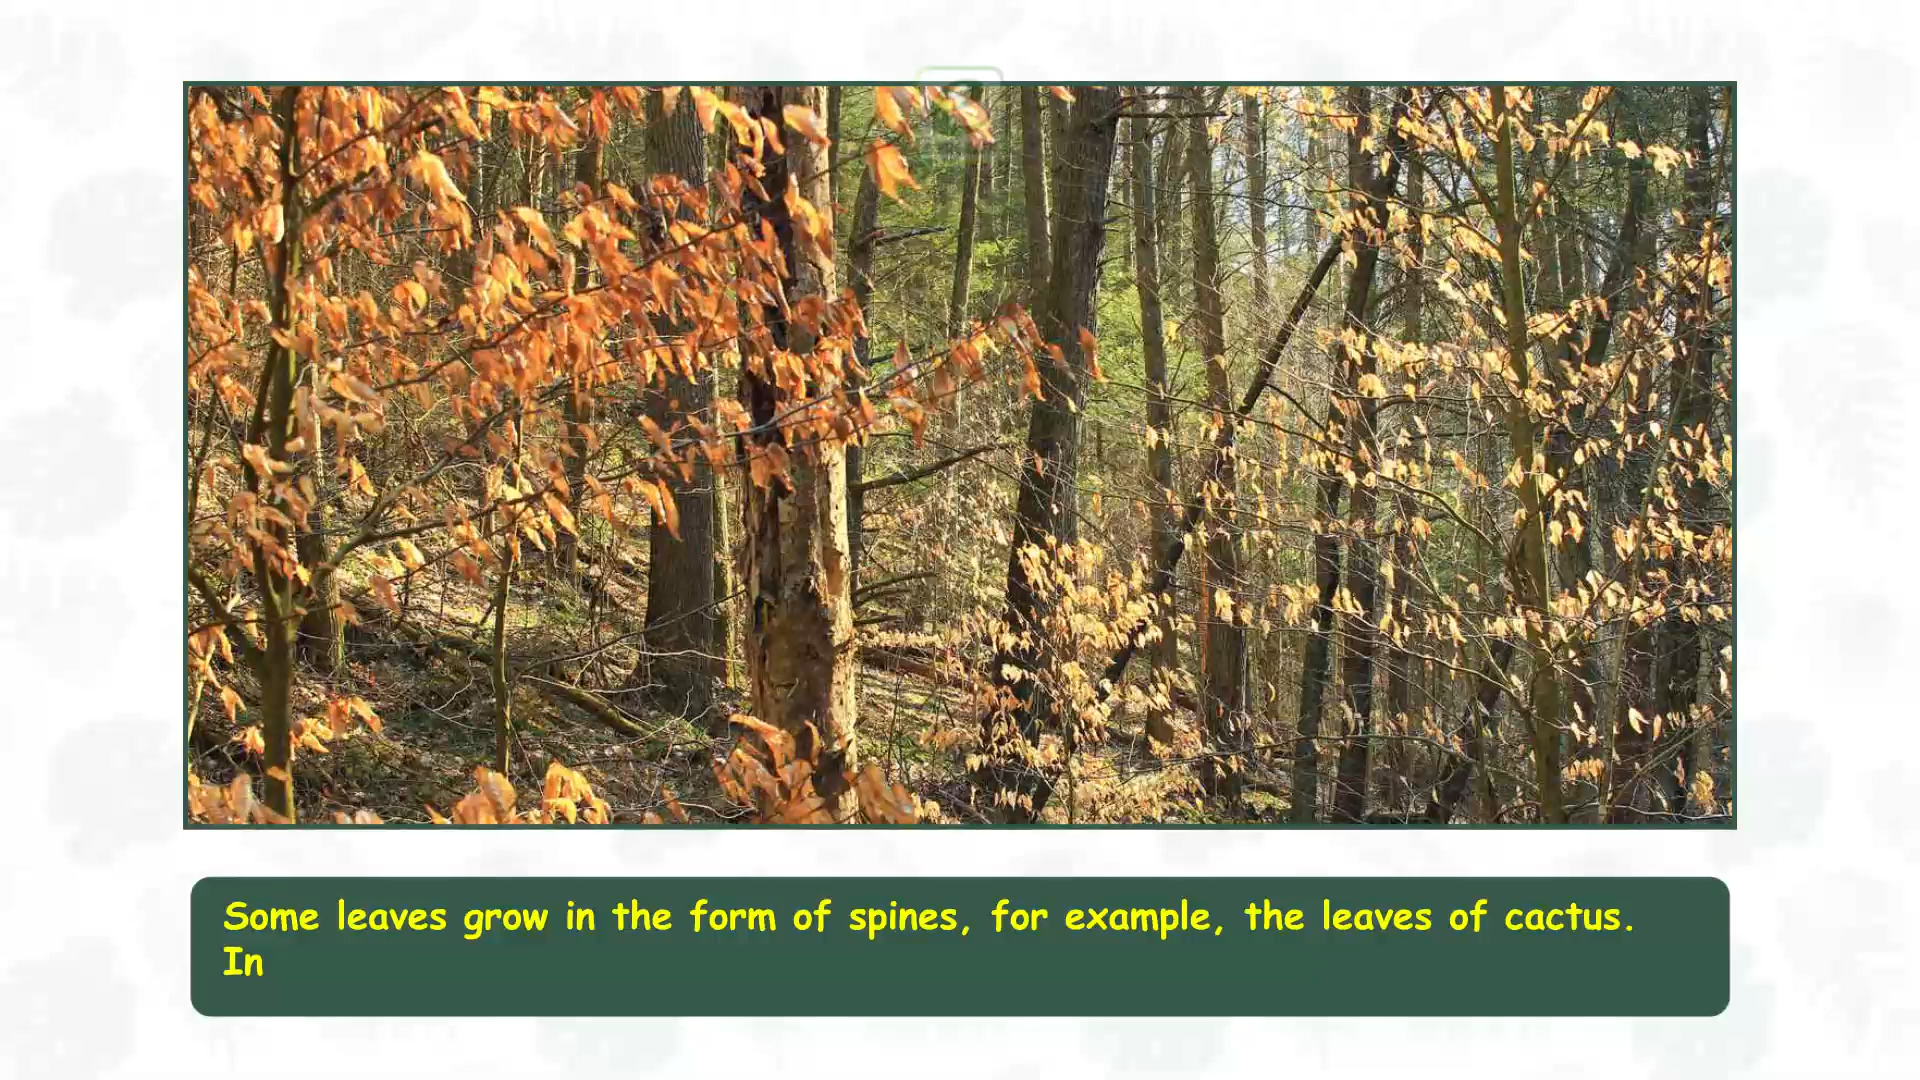 Some leaves grow in the form of spines, for example, the leaves of cactus.
In